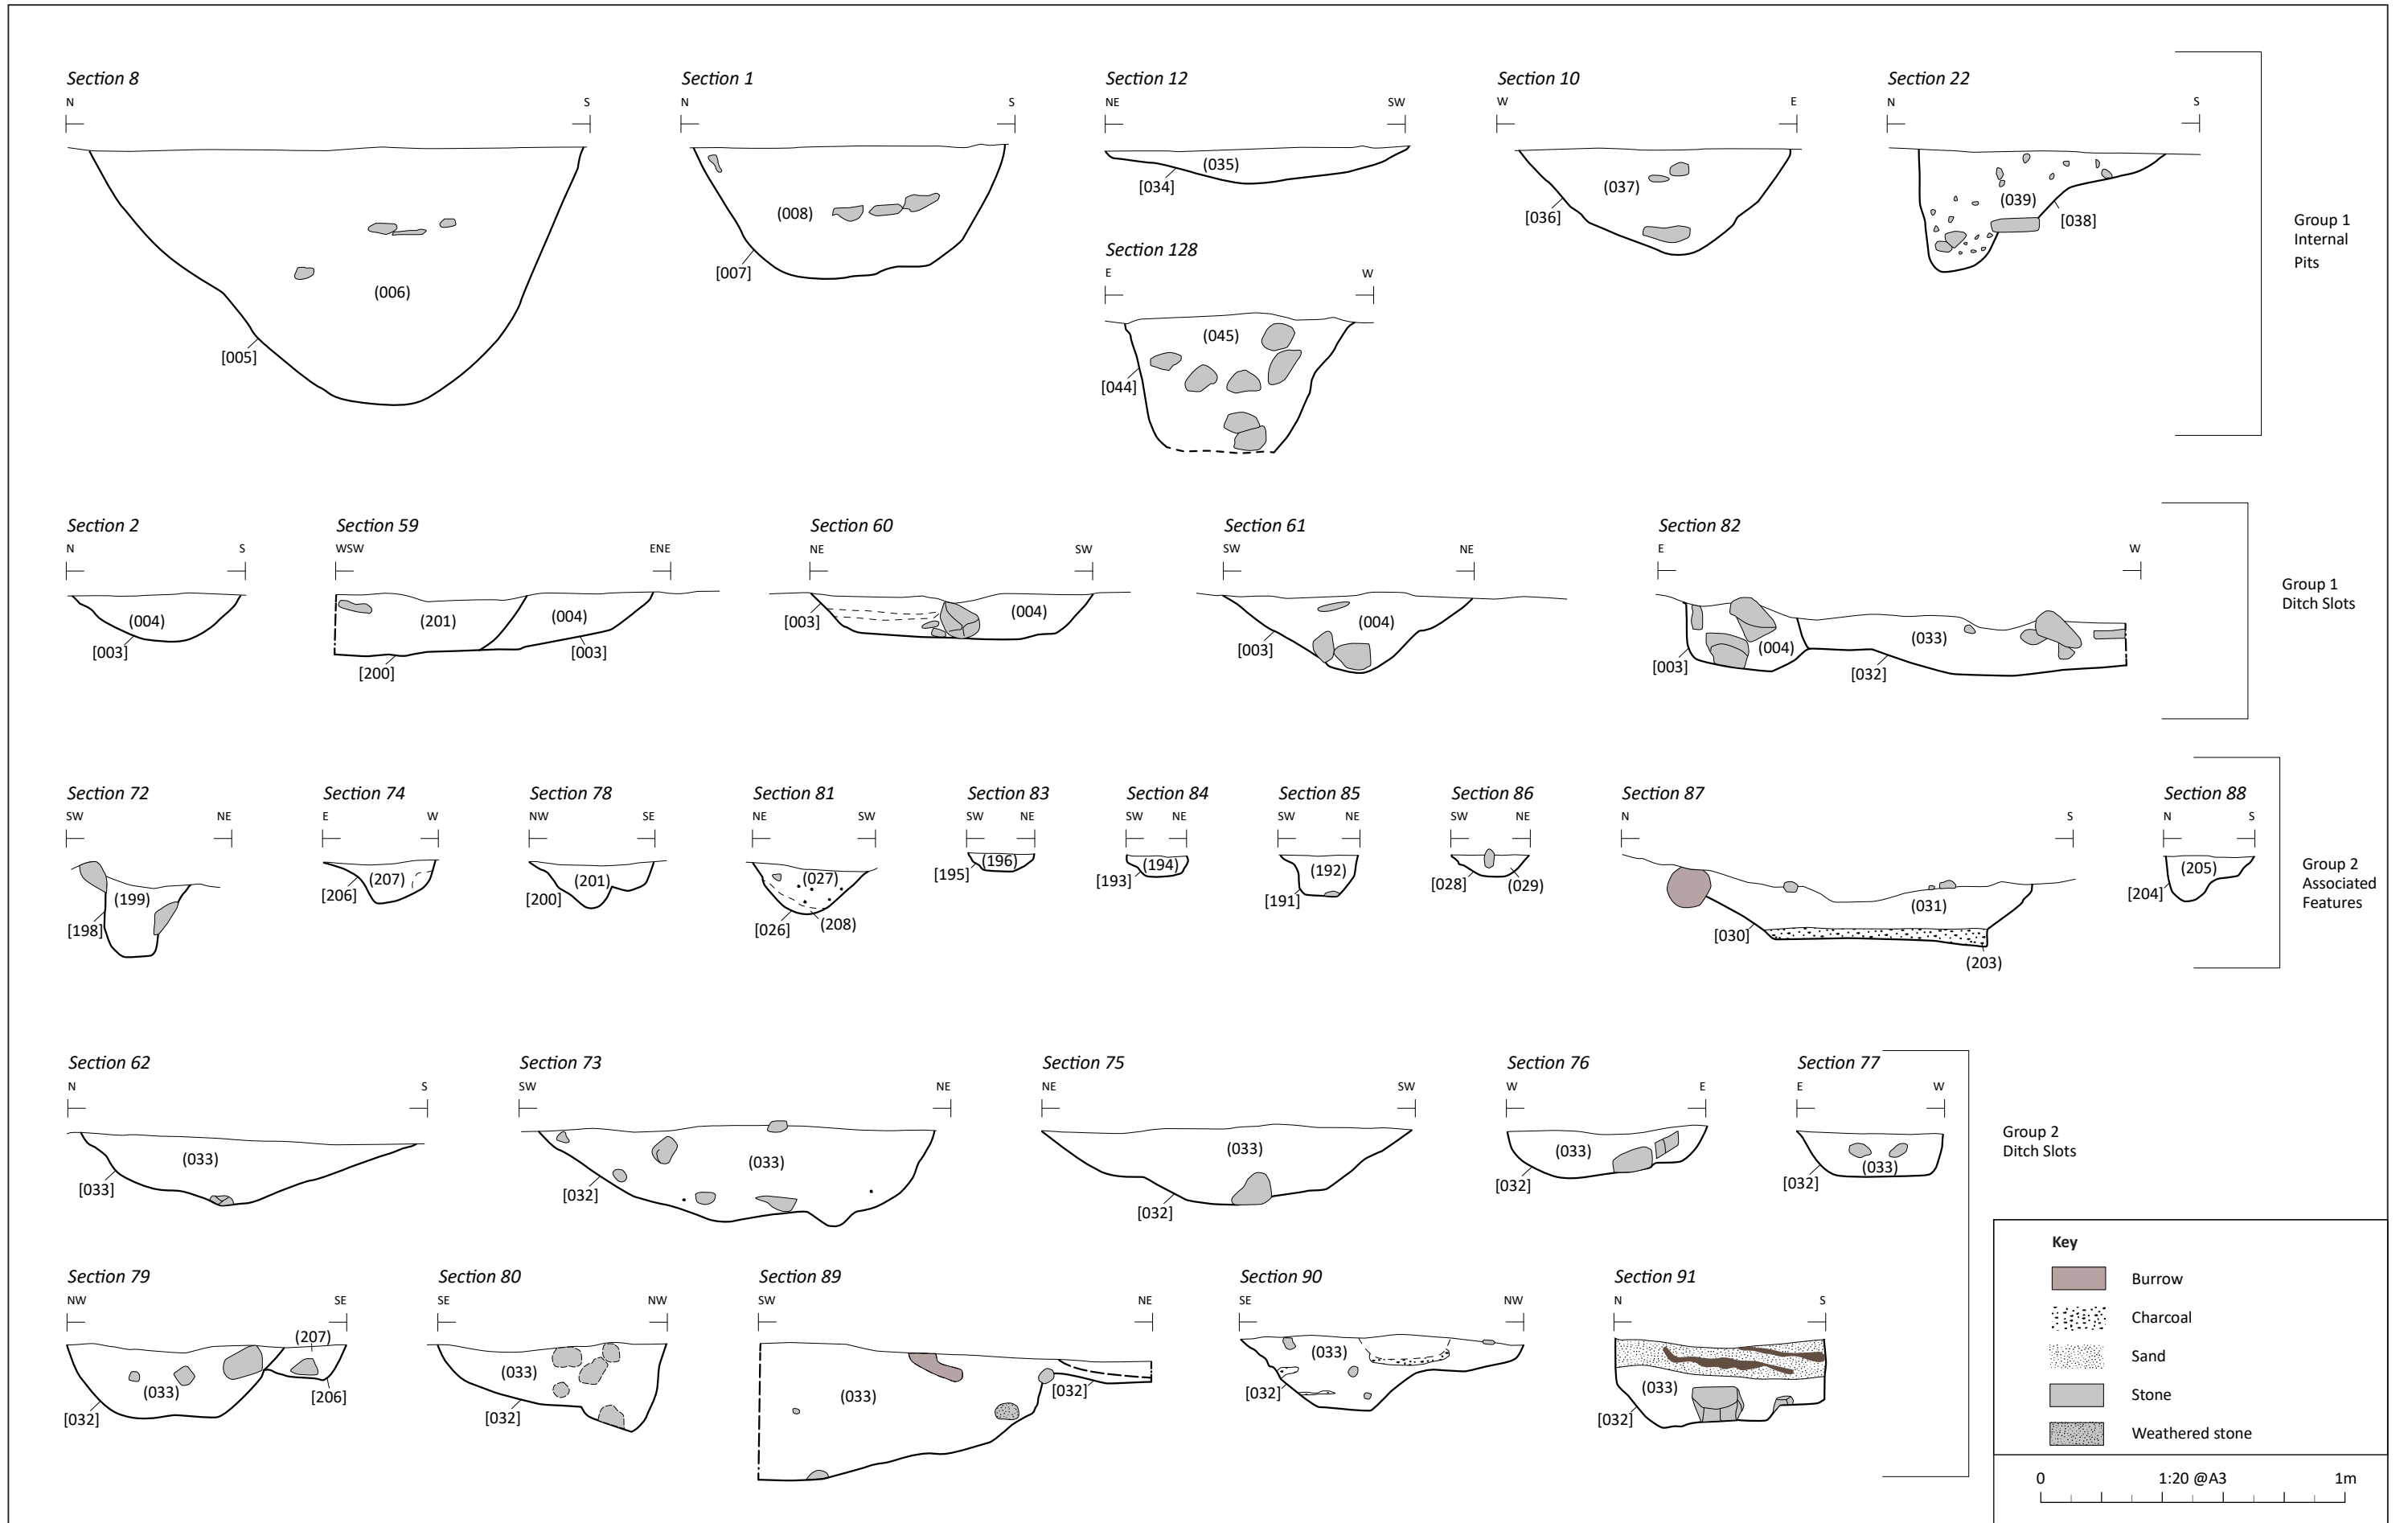 Section 8
N S
(006)
[005]
Section 1
N S
(008)
[007]
Section 12
NE SW
(035)
[034]
Section 128
E W
(045)
[044]
Section 10
W E
(037)
[036]
Section 22
N S
(039)
[038]
Group 1
Internal
Pits
Section 2
N S
(004)
[003]
Section 59
WSW ENE
(201)
(004)
[003]
[200]
Section 60
NE SW
[003]
(004)
Section 61
SW NE
(004)
[003]
Section 82
E W
(004)
[003]
(033)
[032]
Group 1
Ditch Slots
Section 72
SW NE
(199)
[198]
Section 74
E W
(207)
[206]
Section 78
NW SE
(201)
[200]
Section 81
NE SW
(027)
[026]
(208)
Section 83
SW NE
(196)
[195]
Section 84
SW NE
(194)
[193]
Section 85
SW NE
(192)
[191]
Section 86
SW NE
[028]
(029)
Section 87
N S
(031)
[030]
(203)
Section 88
N S
(205)
[204]
Group 2
Associated
Features
Section 62
N S
(033)
[033]
Section 73
SW NE
(033)
[032]
Section 75
NE SW
(033)
[032]
Section 76
W E
(033)
[032]
Section 77
E W
(033)
[032]
Group 2
Ditch Slots
Section 79
NW SE
(207)
(033)
[206]
[032]
Section 80
SE NW
(033)
[032]
Section 89
SW NE
(033)
[032]
Section 90
SE NW
(033)
[032]
Section 91
N S
(033)
[032]
Key
Burrow
Charcoal
Sand
Stone
Weathered stone
0 1:20 @A3 1m